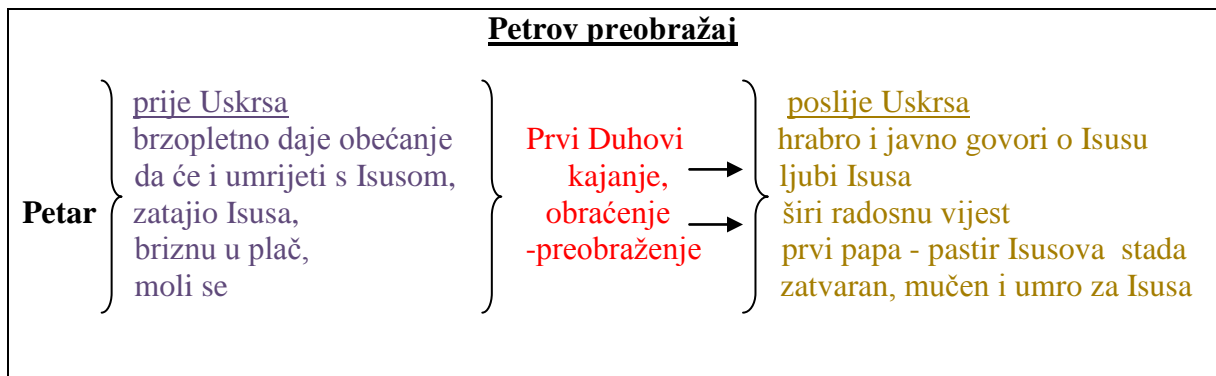 Petrov preobražaj
Petar
prije Uskrsa
brzopletno daje obećanje
da će i umrijeti s Isusom,
zatajio Isusa,
briznu u plač,
moli se
Prvi Duhovi
kajanje,
obraćenje
-preobraženje
poslije Uskrsa
hrabro i javno govori o Isusu
ljubi Isusa
širi radosnu vijest
prvi papa - pastir Isusova stada
zatvaran, mučen i umro za Isusa